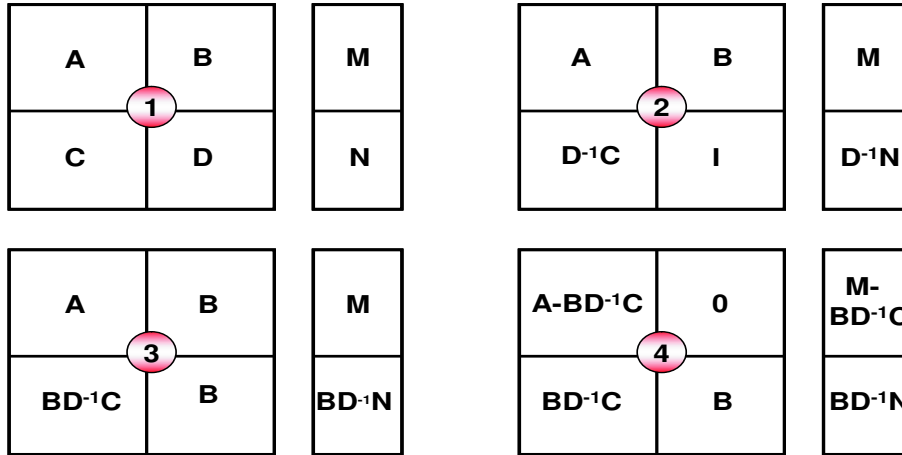 A B M
1
C D N
A B M
2
D-1C I D-1N
A B M
3
BD-1C B BD-1N
A-BD-1C 0 M-
BD-1C
4
BD-1C B BD-1N